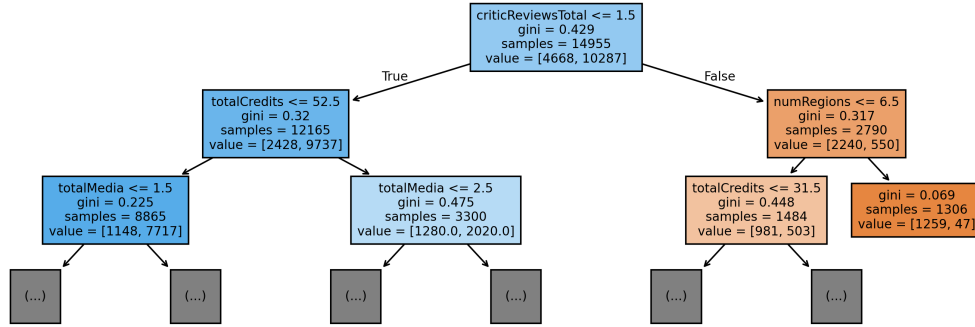 criticReviewsTotal <= 1.5
gini = 0.429
samples = 14955
value = [4668, 10287]
True
False
totalCredits <= 52.5
gini = 0.32
samples = 12165
value = [2428, 9737]
numRegions <= 6.5
gini = 0.317
samples = 2790
value = [2240, 550]
totalMedia <= 1.5
gini = 0.225
samples = 8865
value = [1148, 7717]
totalMedia <= 2.5
gini = 0.475
samples = 3300
value = [1280.0, 2020.0]
totalCredits <= 31.5
gini = 0.448
samples = 1484
value = [981, 503]
gini = 0.069
samples = 1306
value = [1259, 47]
(...)
(...)
(...)
(...)
(...)
(...)